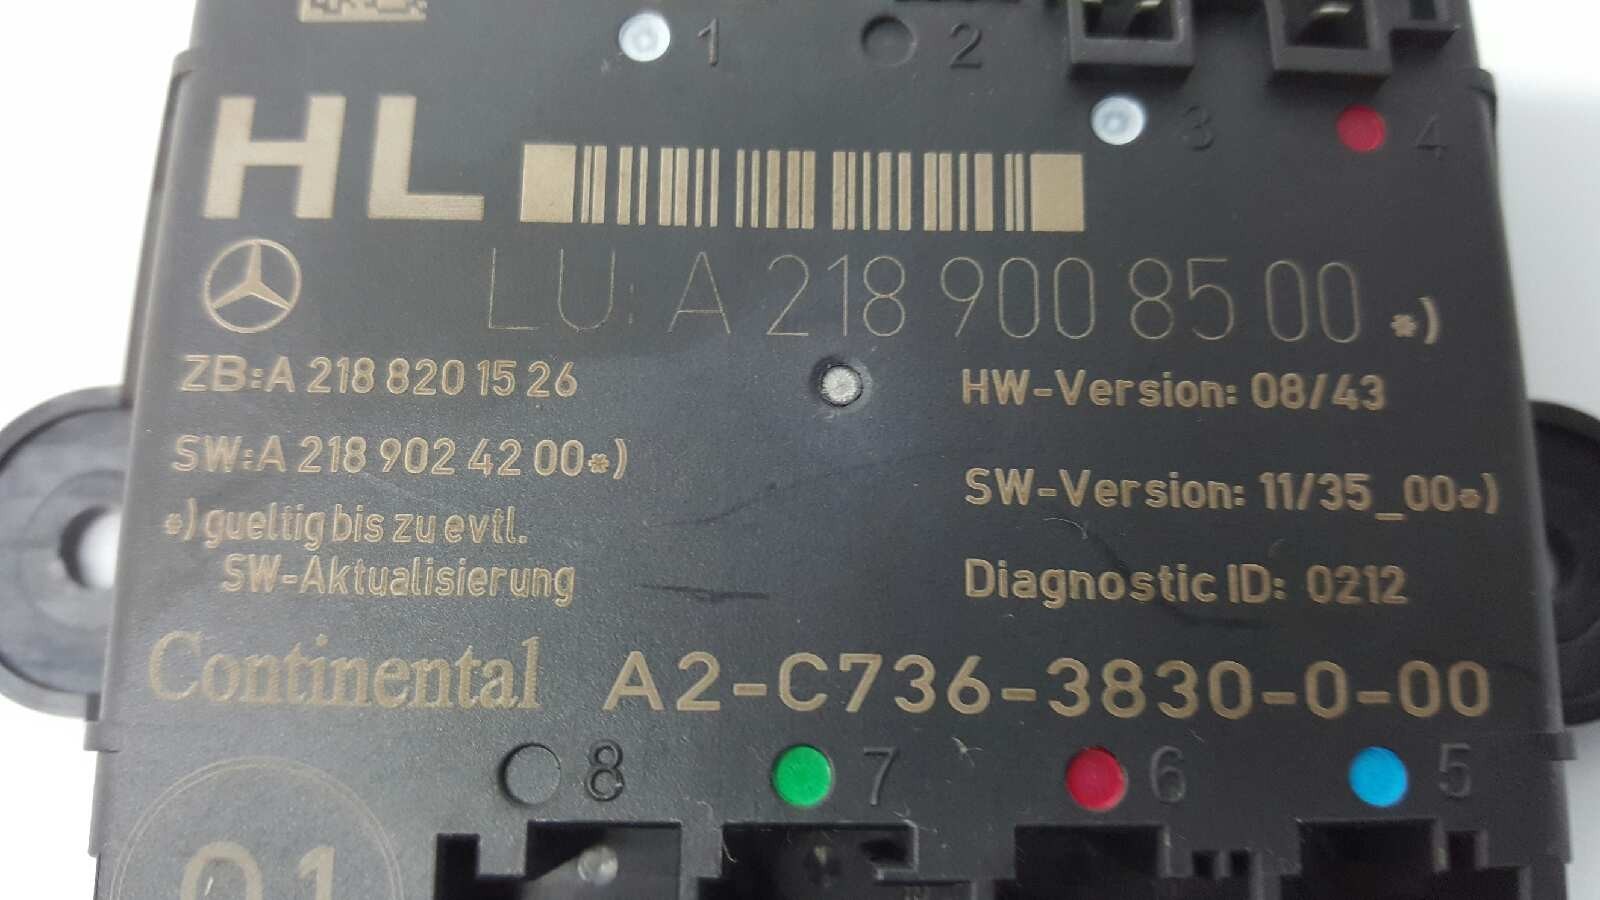 1 2
3 4
HL
LU: A 218 900 85 00 *)
ZB:A 218 820 15 26
HW-Version: 08/43
SW:A 218 902 42 00*)
SW-Version: 11/35_00*)
*) gueltig bis zu evtl.
SW-Aktualisierung
Diagnostic ID: 0212
Continental A2-C736-3830-0-00
8 7 6 5
01